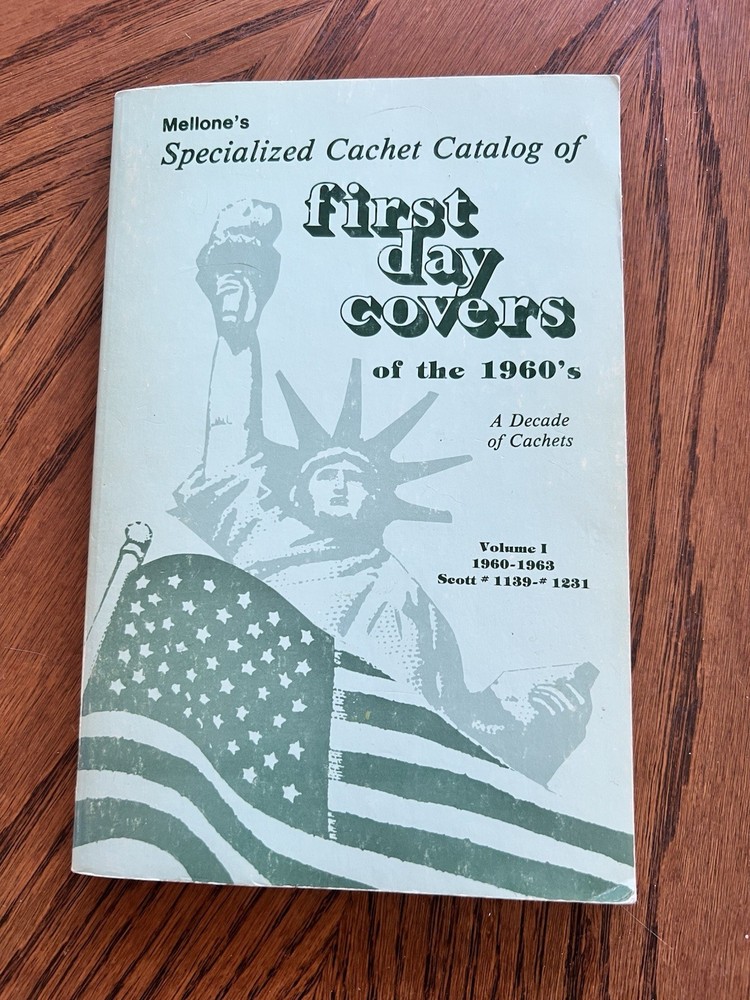 Mellone's
Specialized Cachet Catalog of
first
day
covers
of the 1960's
A Decade
of Cachets
Volume I
1960-1963
Scott # 1139-# 1231